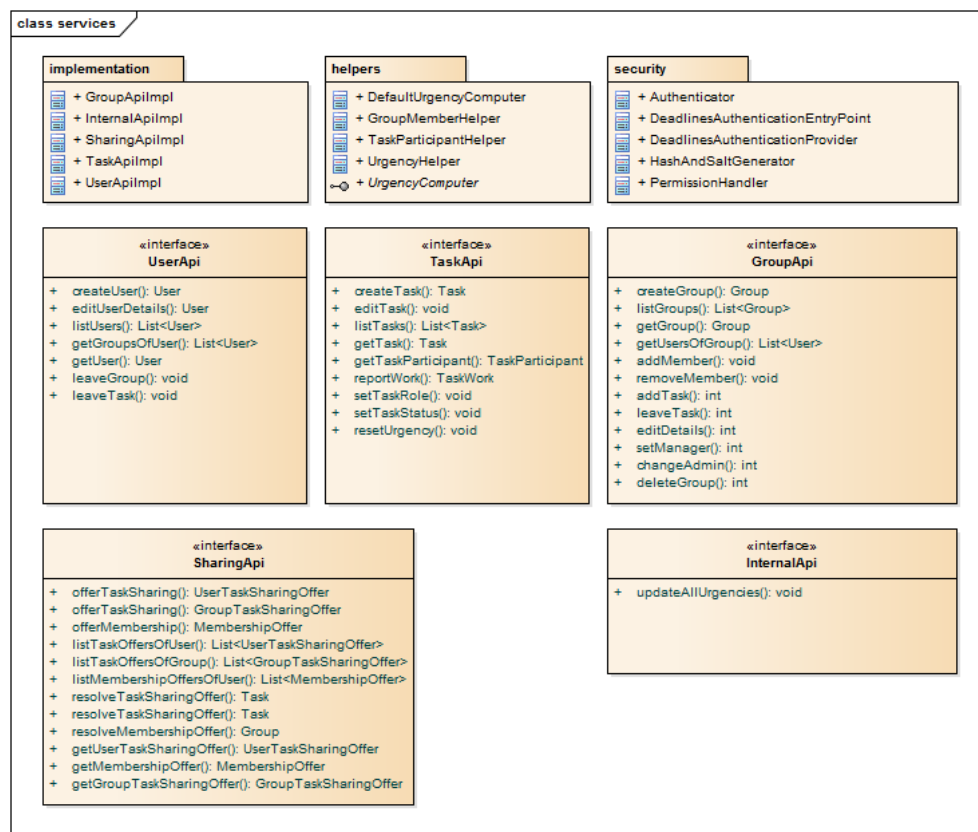 class services
implementation
+ GroupApiImpl
+ InternalApiImpl
+ SharingApiImpl
+ TaskApiImpl
+ UserApiImpl
helpers
+ DefaultUrgencyComputer
+ GroupMemberHelper
+ TaskParticipantHelper
+ UrgencyHelper
+ UrgencyComputer
security
+ Authenticator
+ DeadlinesAuthenticationEntryPoint
+ DeadlinesAuthenticationProvider
+ HashAndSaltGenerator
+ PermissionHandler
«interface»
UserApi
+ createUser(): User
+ editUserDetails(): User
+ listUsers(): List<User>
+ getGroupsOfUser(): List<User>
+ getUser(): User
+ leaveGroup(): void
+ leaveTask(): void
«interface»
TaskApi
+ createTask(): Task
+ editTask(): void
+ listTasks(): List<Task>
+ getTask(): Task
+ getTaskParticipant(): TaskParticipant
+ reportWork(): TaskWork
+ setTaskRole(): void
+ setTaskStatus(): void
+ resetUrgency(): void
«interface»
GroupApi
+ createGroup(): Group
+ listGroups(): List<Group>
+ getGroup(): Group
+ getUsersOfGroup(): List<User>
+ addMember(): void
+ removeMember(): void
+ addTask(): int
+ leaveTask(): int
+ editDetails(): int
+ setManager(): int
+ changeAdmin(): int
+ deleteGroup(): int
«interface»
SharingApi
+ offerTaskSharing(): UserTaskSharingOffer
+ offerTaskSharing(): GroupTaskSharingOffer
+ offerMembership(): MembershipOffer
+ listTaskOffersOfUser(): List<UserTaskSharingOffer>
+ listTaskOffersOfGroup(): List<GroupTaskSharingOffer>
+ listMembershipOffersOfUser(): List<MembershipOffer>
+ resolveTaskSharingOffer(): Task
+ resolveTaskSharingOffer(): Task
+ resolveMembershipOffer(): Group
+ getUserTaskSharingOffer(): UserTaskSharingOffer
+ getMembershipOffer(): MembershipOffer
+ getGroupTaskSharingOffer(): GroupTaskSharingOffer
«interface»
InternalApi
+ updateAllUrgencies(): void